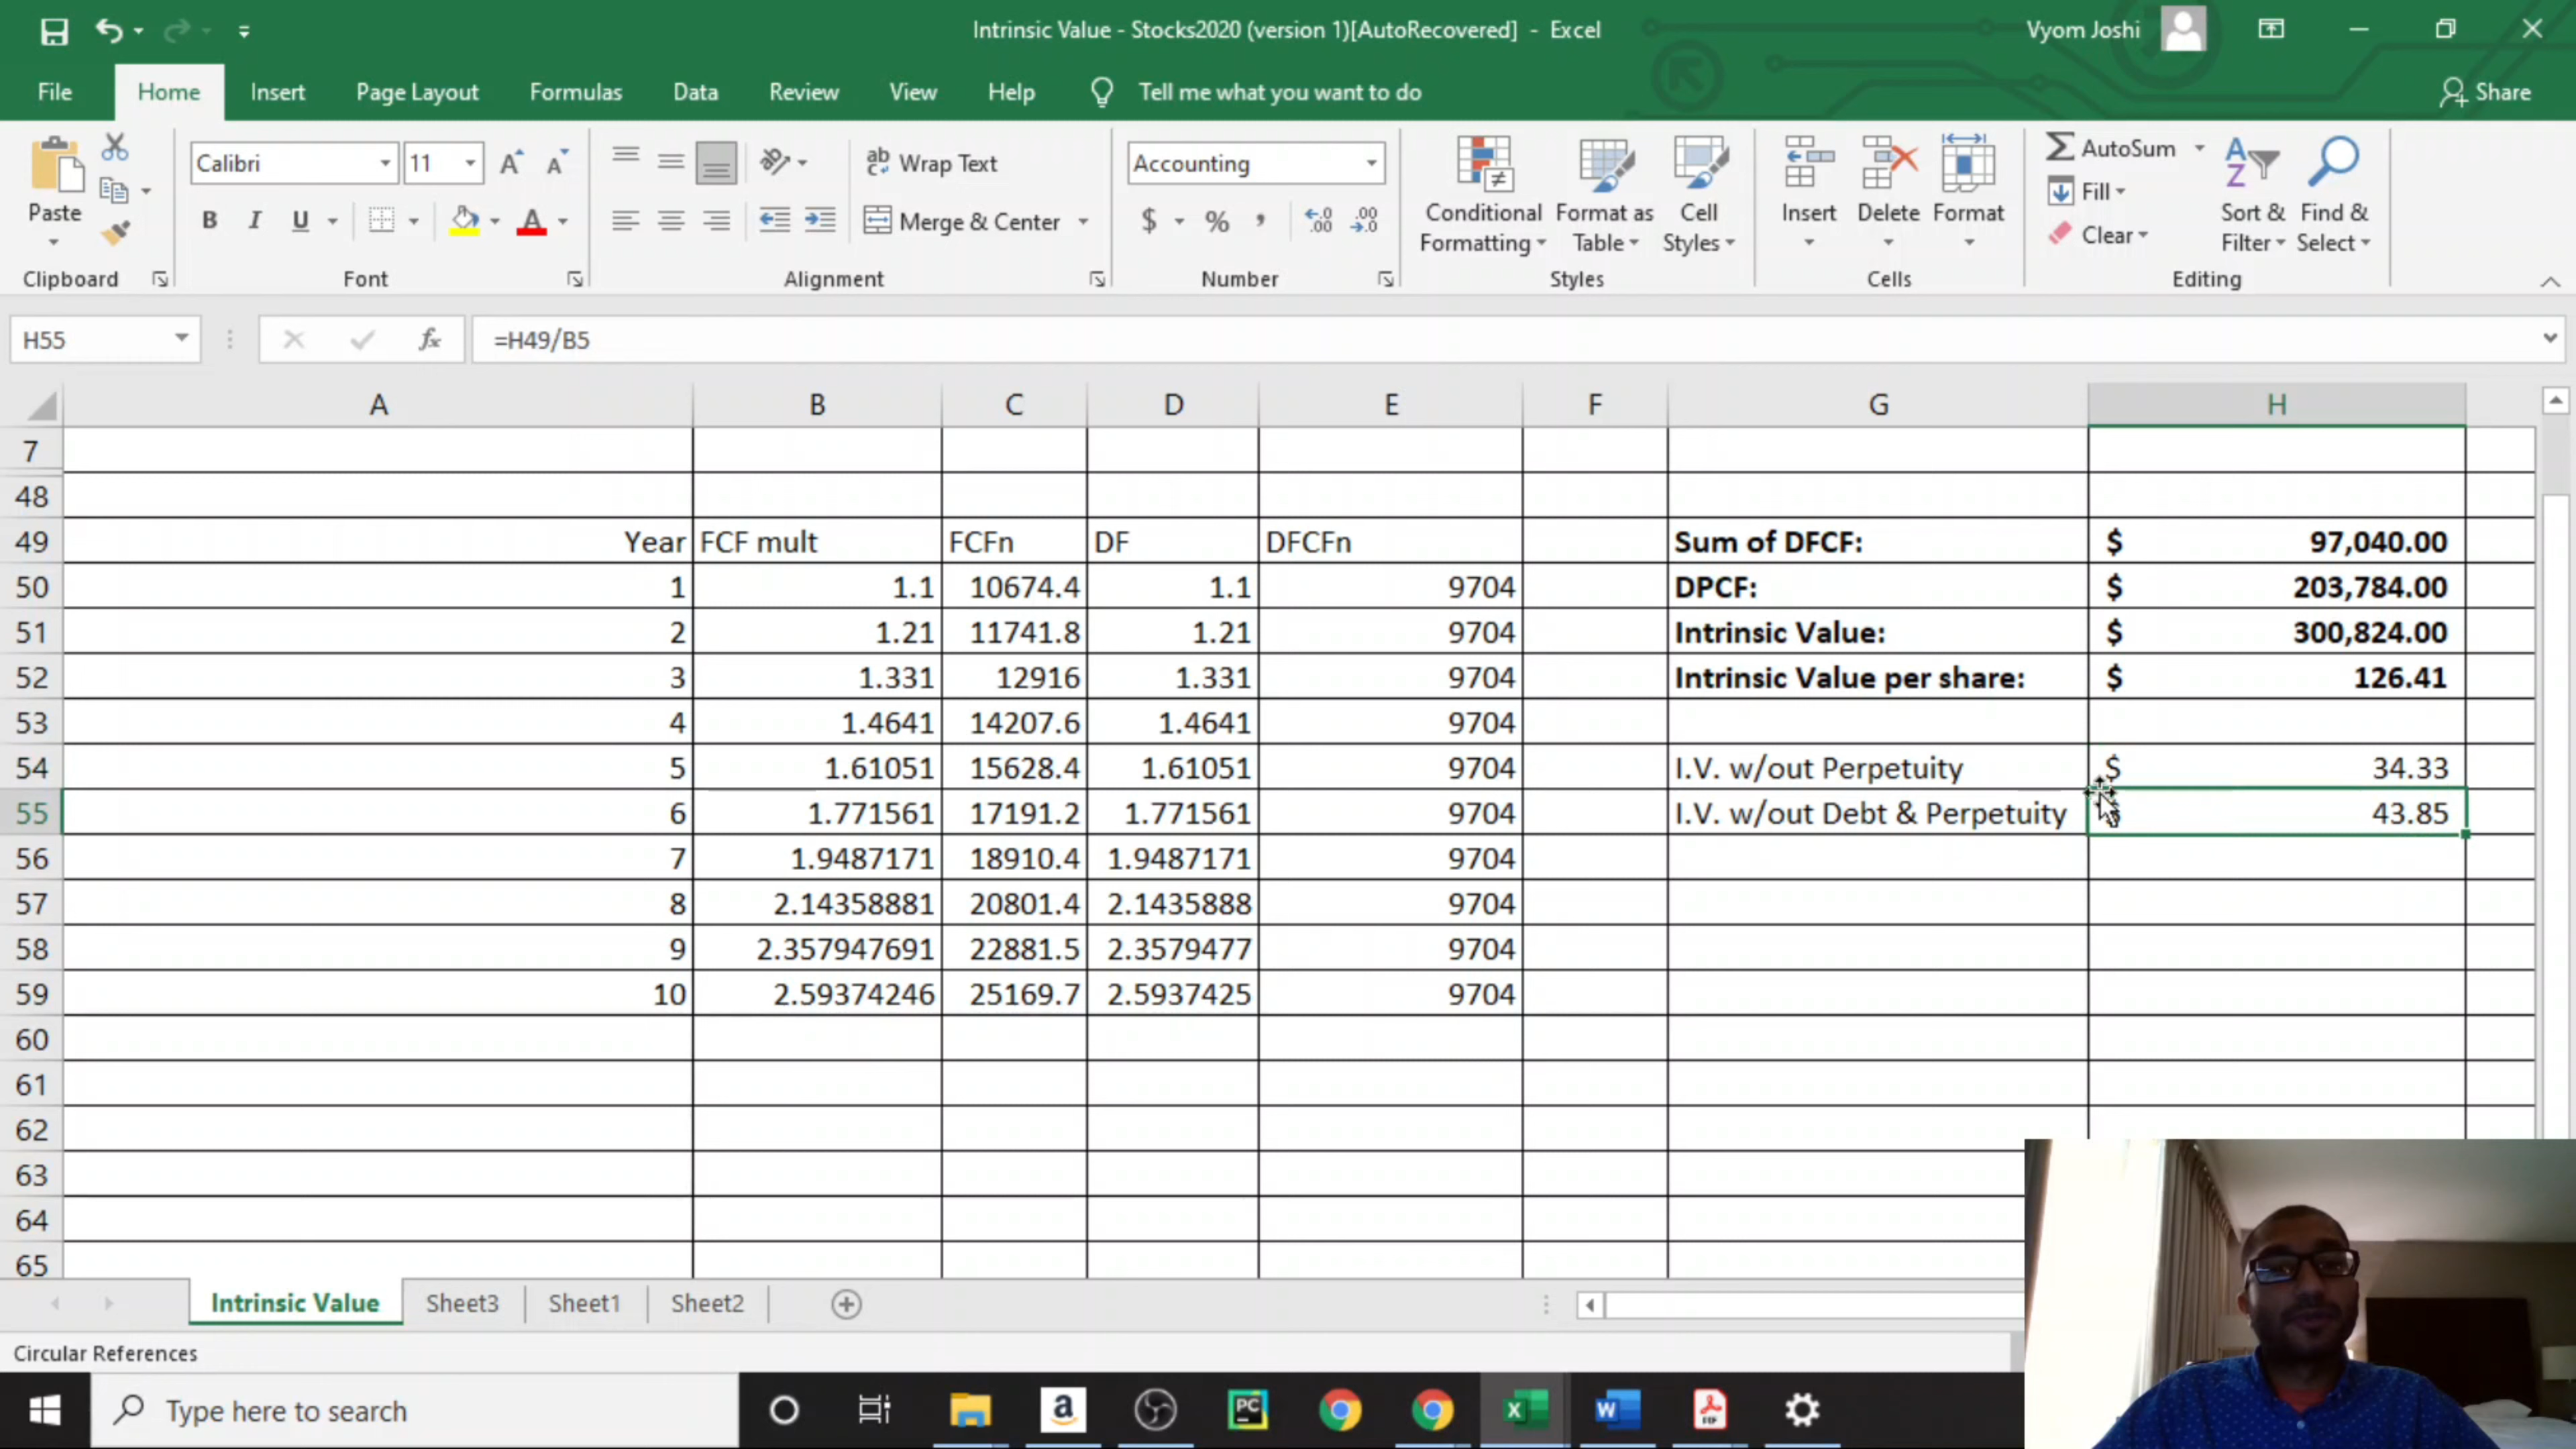 Intrinsic Value - Stocks2020 (version 1)[AutoRecovered] - Excel
Vyom Joshi
File Home Insert Page Layout Formulas Data Review View Help Tell me what you want to do Share
Paste
Clipboard
Calibri 11
B I U A
Font
ab Wrap Text
Merge & Center
Alignment
Accounting
$ % , .0 .00 .00 .0
Number
Conditional Formatting
Format as Table
Cell Styles
Styles
Insert Delete Format
Cells
AutoSum
Fill
Clear
Sort & Filter
Find & Select
Editing
H55 fx =H49/B5
A B C D E F G H
7
48
49 Year FCF mult FCFn DF DFCFn Sum of DFCF: $ 97,040.00
50 1 1.1 10674.4 1.1 9704 DPCF: $ 203,784.00
51 2 1.21 11741.8 1.21 9704 Intrinsic Value: $ 300,824.00
52 3 1.331 12916 1.331 9704 Intrinsic Value per share: $ 126.41
53 4 1.4641 14207.6 1.4641 9704
54 5 1.61051 15628.4 1.61051 9704 I.V. w/out Perpetuity $ 34.33
55 6 1.771561 17191.2 1.771561 9704 I.V. w/out Debt & Perpetuity 43.85
56 7 1.9487171 18910.4 1.9487171 9704
57 8 2.14358881 20801.4 2.1435888 9704
58 9 2.357947691 22881.5 2.3579477 9704
59 10 2.59374246 25169.7 2.5937425 9704
60
61
62
63
64
65
Intrinsic Value Sheet3 Sheet1 Sheet2
Circular References
Type here to search